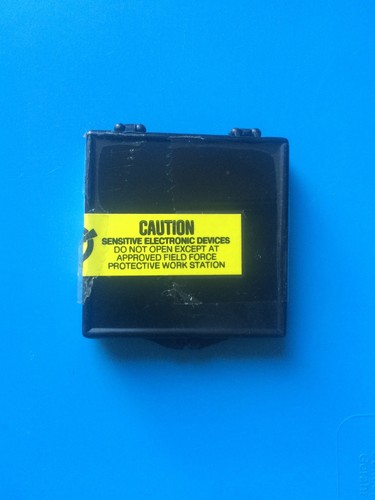 CAUTION
SENSITIVE ELECTRONIC DEVICES
DO NOT OPEN EXCEPT AT
APPROVED FIELD FORCE
PROTECTIVE WORK STATION